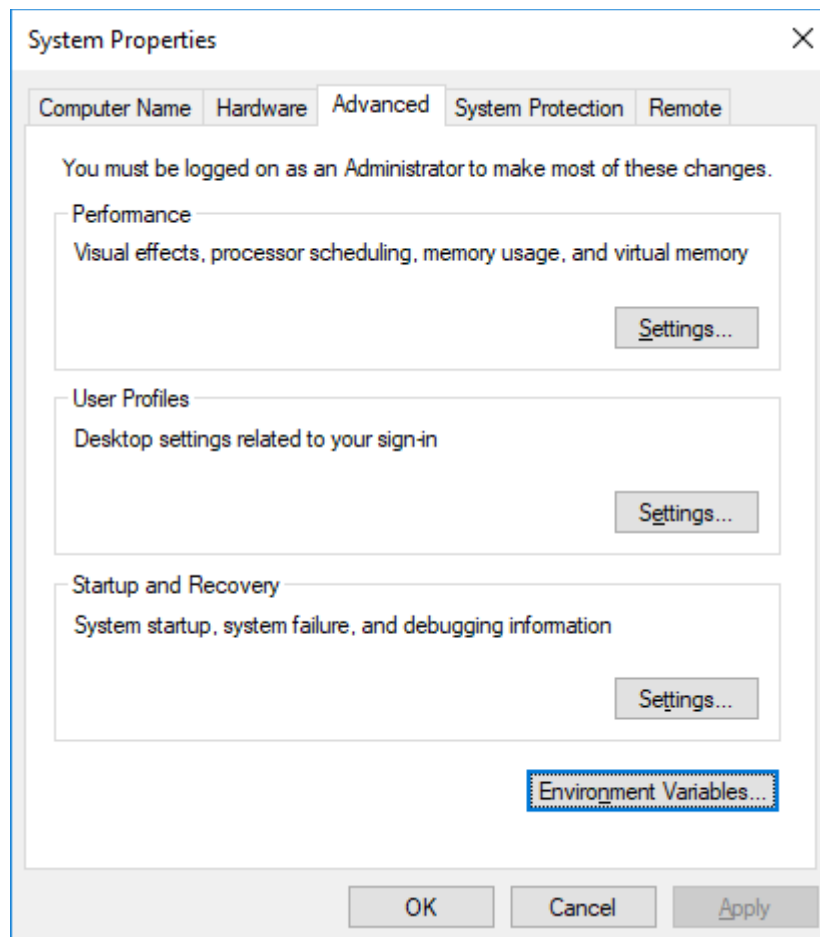 System Properties
Computer Name Hardware Advanced System Protection Remote
You must be logged on as an Administrator to make most of these changes.
Performance
Visual effects, processor scheduling, memory usage, and virtual memory
Settings...
User Profiles
Desktop settings related to your sign-in
Settings...
Startup and Recovery
System startup, system failure, and debugging information
Settings...
Environment Variables...
OK Cancel Apply